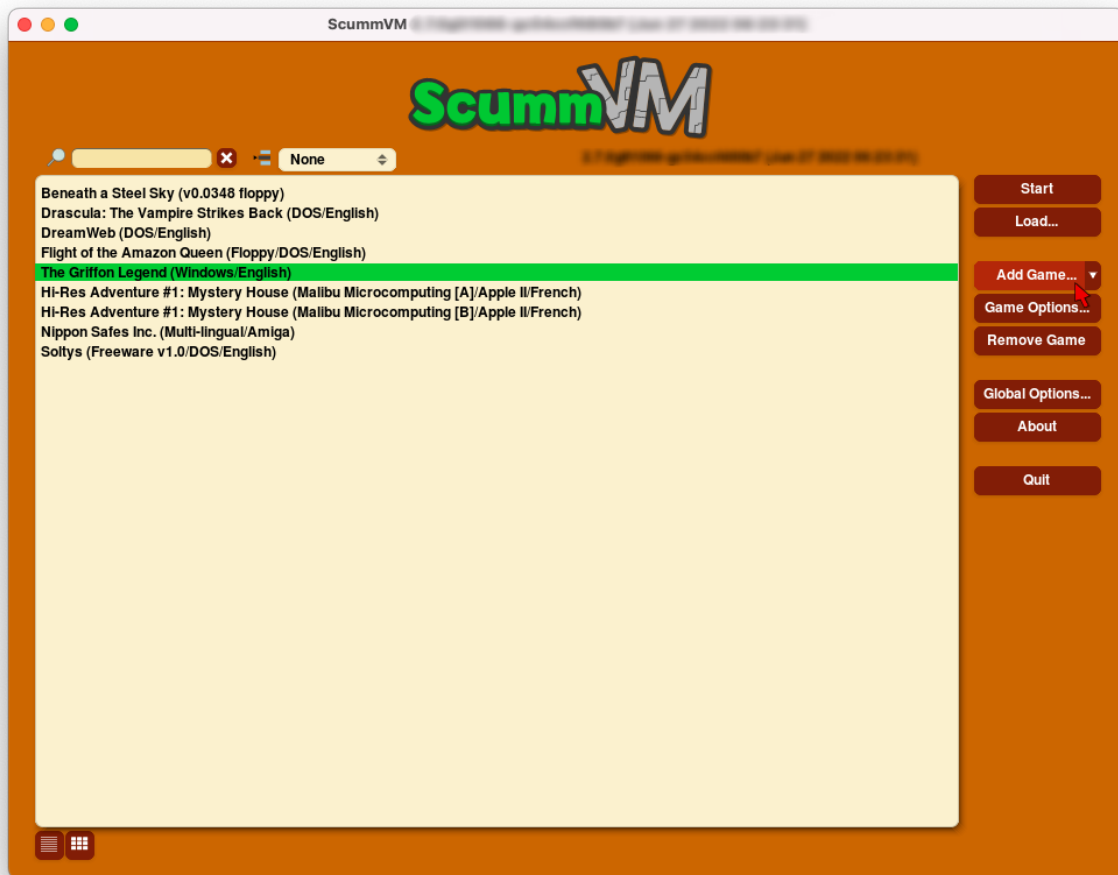 ScummVM
ScummVM
None
Beneath a Steel Sky (v0.0348 floppy)
Drascula: The Vampire Strikes Back (DOS/English)
DreamWeb (DOS/English)
Flight of the Amazon Queen (Floppy/DOS/English)
The Griffon Legend (Windows/English)
Hi-Res Adventure #1: Mystery House (Malibu Microcomputing [A]/Apple II/French)
Hi-Res Adventure #1: Mystery House (Malibu Microcomputing [B]/Apple II/French)
Nippon Safes Inc. (Multi-lingual/Amiga)
Soltys (Freeware v1.0/DOS/English)
Start
Load...
Add Game...
Game Options...
Remove Game
Global Options...
About
Quit